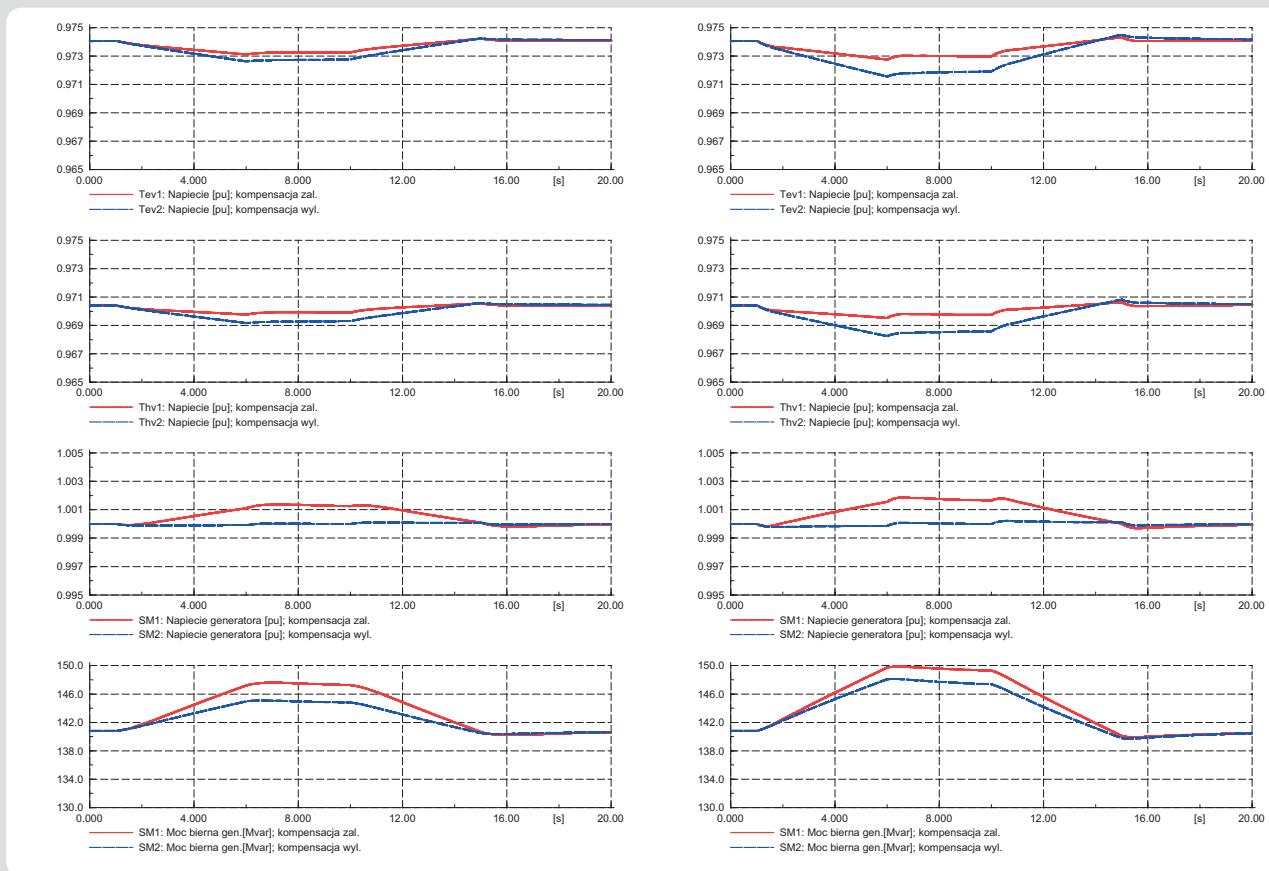 0.975
0.973
0.971
0.969
0.967
0.965
0.000 4.000 8.000 12.00 16.00 [s] 20.00
Tev1: Napiecie [pu]; kompensacja zal.
Tev2: Napiecie [pu]; kompensacja wyl.
0.975
0.973
0.971
0.969
0.967
0.965
0.000 4.000 8.000 12.00 16.00 [s] 20.00
Thv1: Napiecie [pu]; kompensacja zal.
Thv2: Napiecie [pu]; kompensacja wyl.
1.005
1.003
1.001
0.999
0.997
0.995
0.000 4.000 8.000 12.00 16.00 [s] 20.00
SM1: Napiecie generatora [pu]; kompensacja zal.
SM2: Napiecie generatora [pu]; kompensacja wyl.
150.0
146.0
142.0
138.0
134.0
130.0
0.000 4.000 8.000 12.00 16.00 [s] 20.00
SM1: Moc bierna gen.[Mvar]; kompensacja zal.
SM2: Moc bierna gen.[Mvar]; kompensacja wyl.
0.975
0.973
0.971
0.969
0.967
0.965
0.000 4.000 8.000 12.00 16.00 [s] 20.00
Tev1: Napiecie [pu]; kompensacja zal.
Tev2: Napiecie [pu]; kompensacja wyl.
0.975
0.973
0.971
0.969
0.967
0.965
0.000 4.000 8.000 12.00 16.00 [s] 20.00
Thv1: Napiecie [pu]; kompensacja zal.
Thv2: Napiecie [pu]; kompensacja wyl.
1.005
1.003
1.001
0.999
0.997
0.995
0.000 4.000 8.000 12.00 16.00 [s] 20.00
SM1: Napiecie generatora [pu]; kompensacja zal.
SM2: Napiecie generatora [pu]; kompensacja wyl.
150.0
146.0
142.0
138.0
134.0
130.0
0.000 4.000 8.000 12.00 16.00 [s] 20.00
SM1: Moc bierna gen.[Mvar]; kompensacja zal.
SM2: Moc bierna gen.[Mvar]; kompensacja wyl.